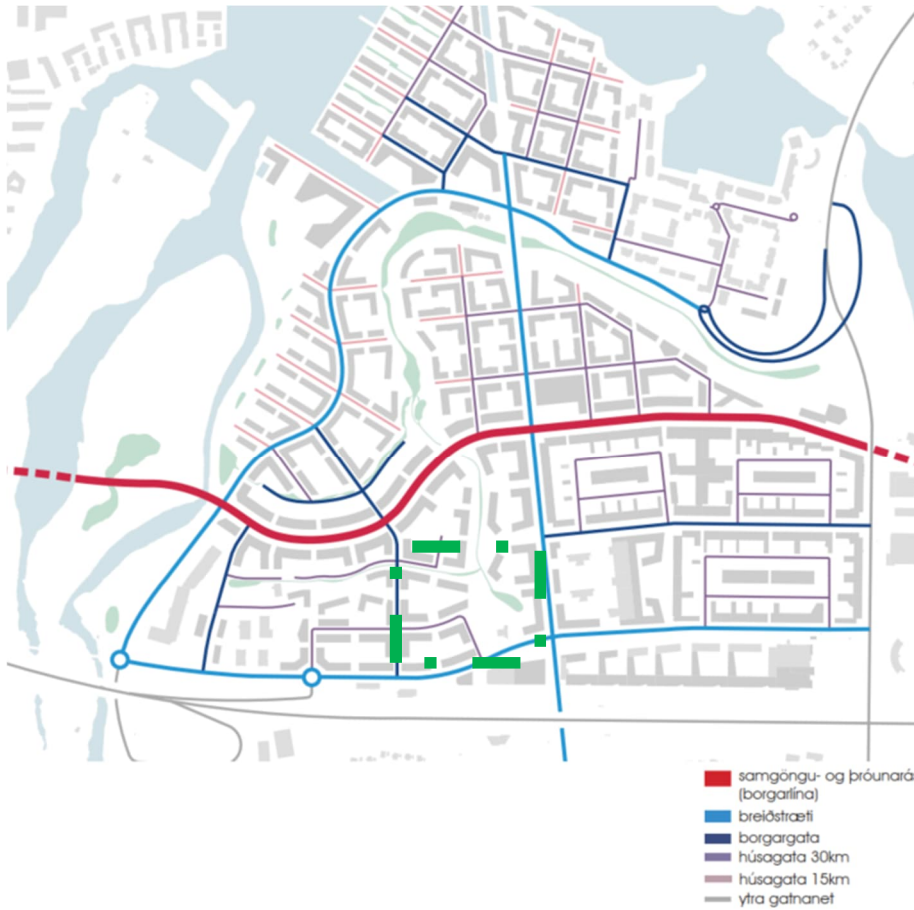 samgöngu- og þróunará
(borgarlína)
breiðstræti
borgargata
húsagata 30km
húsagata 15km
ytra gatnanet